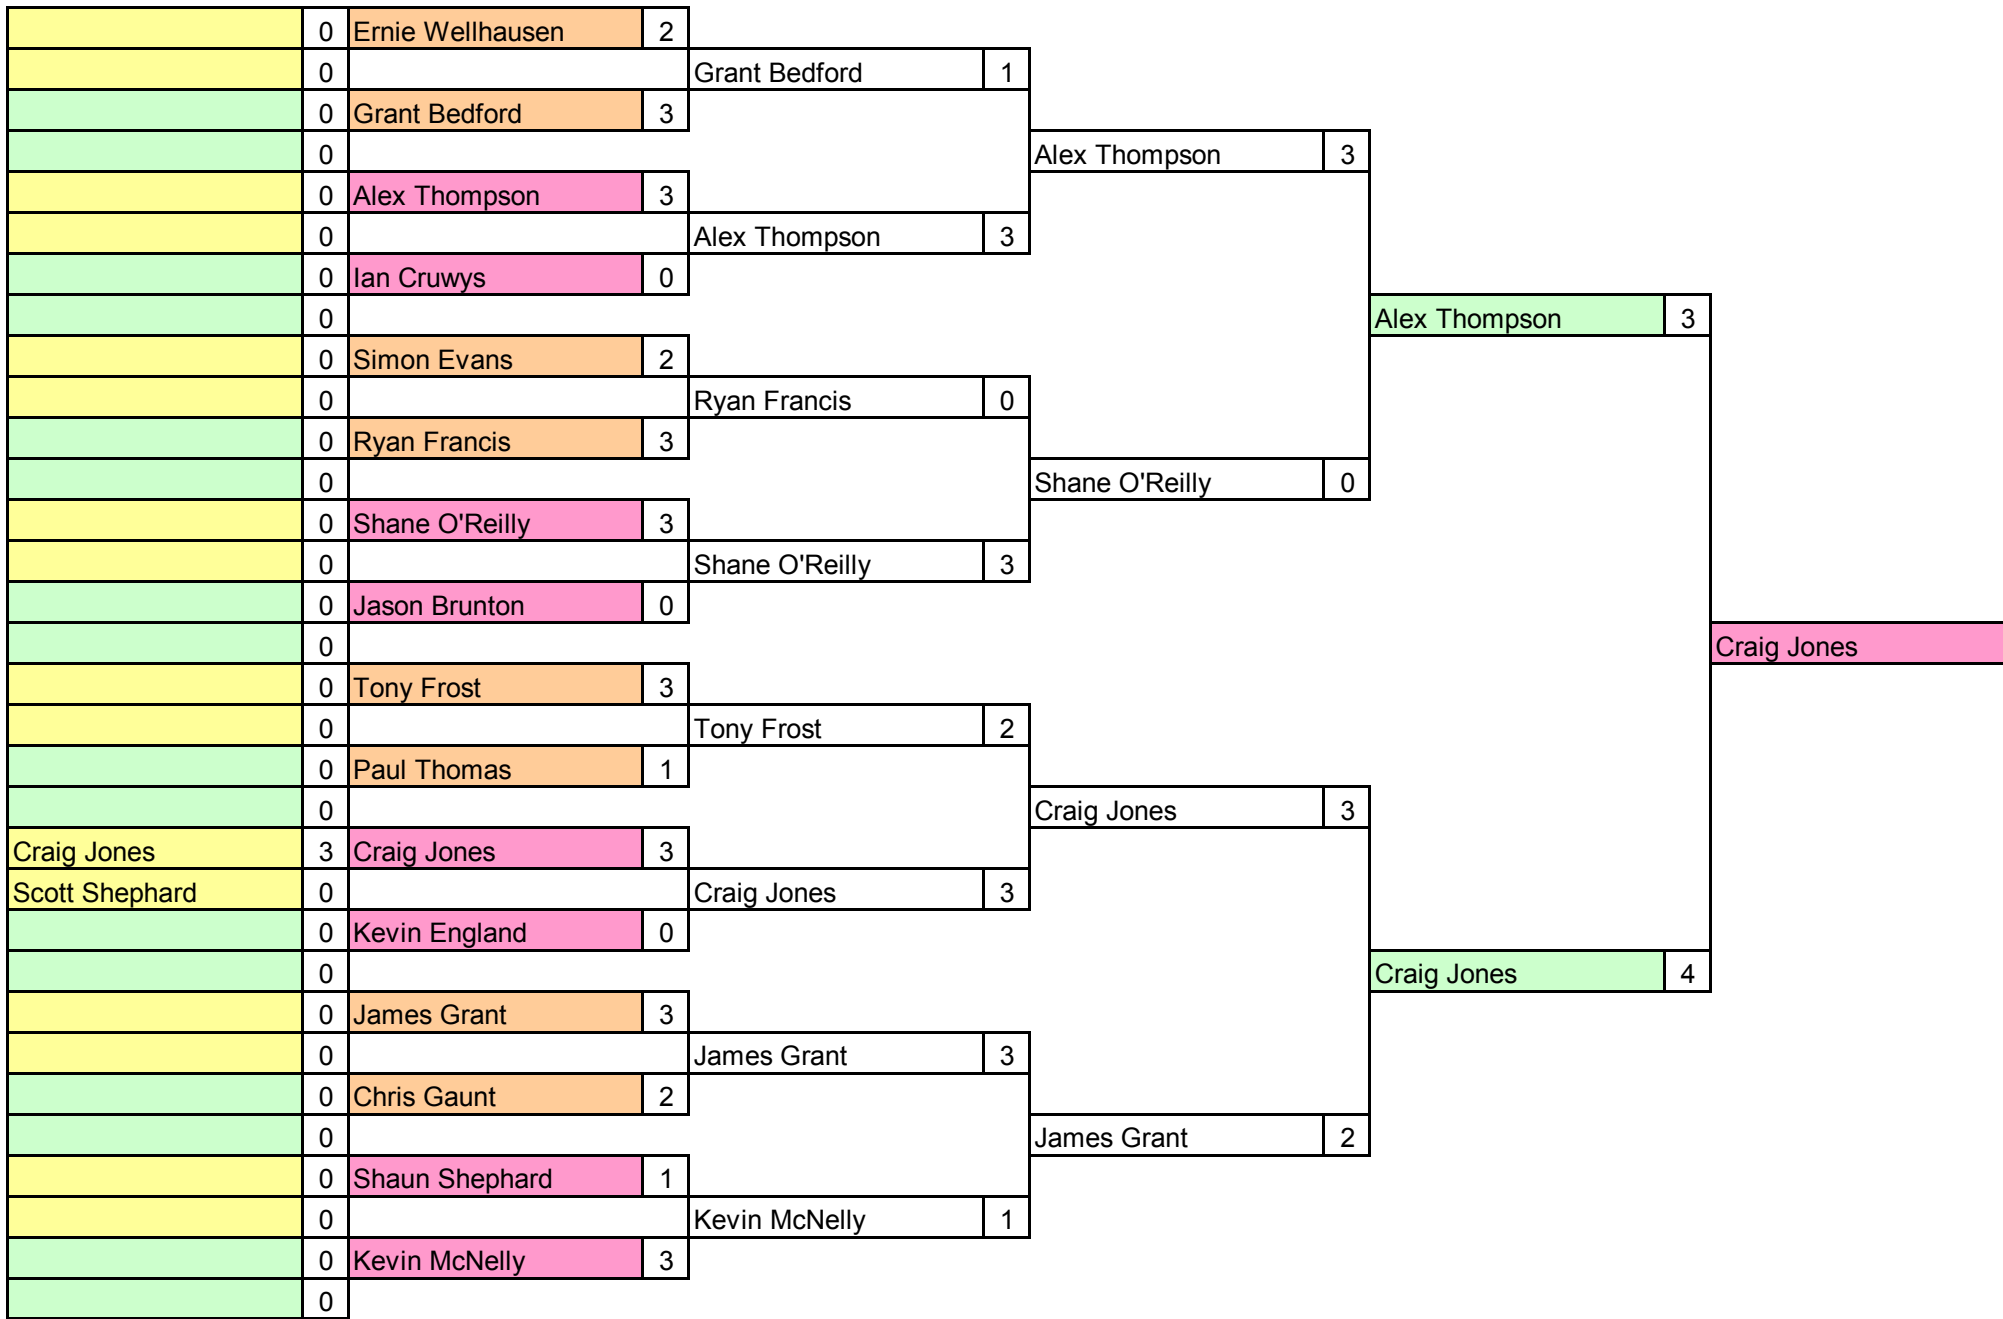 0 Ernie Wellhausen 2
0 Grant Bedford 1
0 Grant Bedford 3
0 Alex Thompson 3
0 Alex Thompson 3
0 Alex Thompson 3
0 Ian Cruwys 0
0 Alex Thompson 3
0 Simon Evans 2
0 Ryan Francis 0
0 Ryan Francis 3
0 Shane O'Reilly 0
0 Shane O'Reilly 3
0 Shane O'Reilly 3
0 Jason Brunton 0
0 Craig Jones
0 Tony Frost 3
0 Tony Frost 2
0 Paul Thomas 1
0 Craig Jones 3
Craig Jones 3 Craig Jones 3
Scott Shephard 0 Craig Jones 3
0 Kevin England 0
0 Craig Jones 4
0 James Grant 3
0 James Grant 3
0 Chris Gaunt 2
0 James Grant 2
0 Shaun Shephard 1
0 Kevin McNelly 1
0 Kevin McNelly 3
0